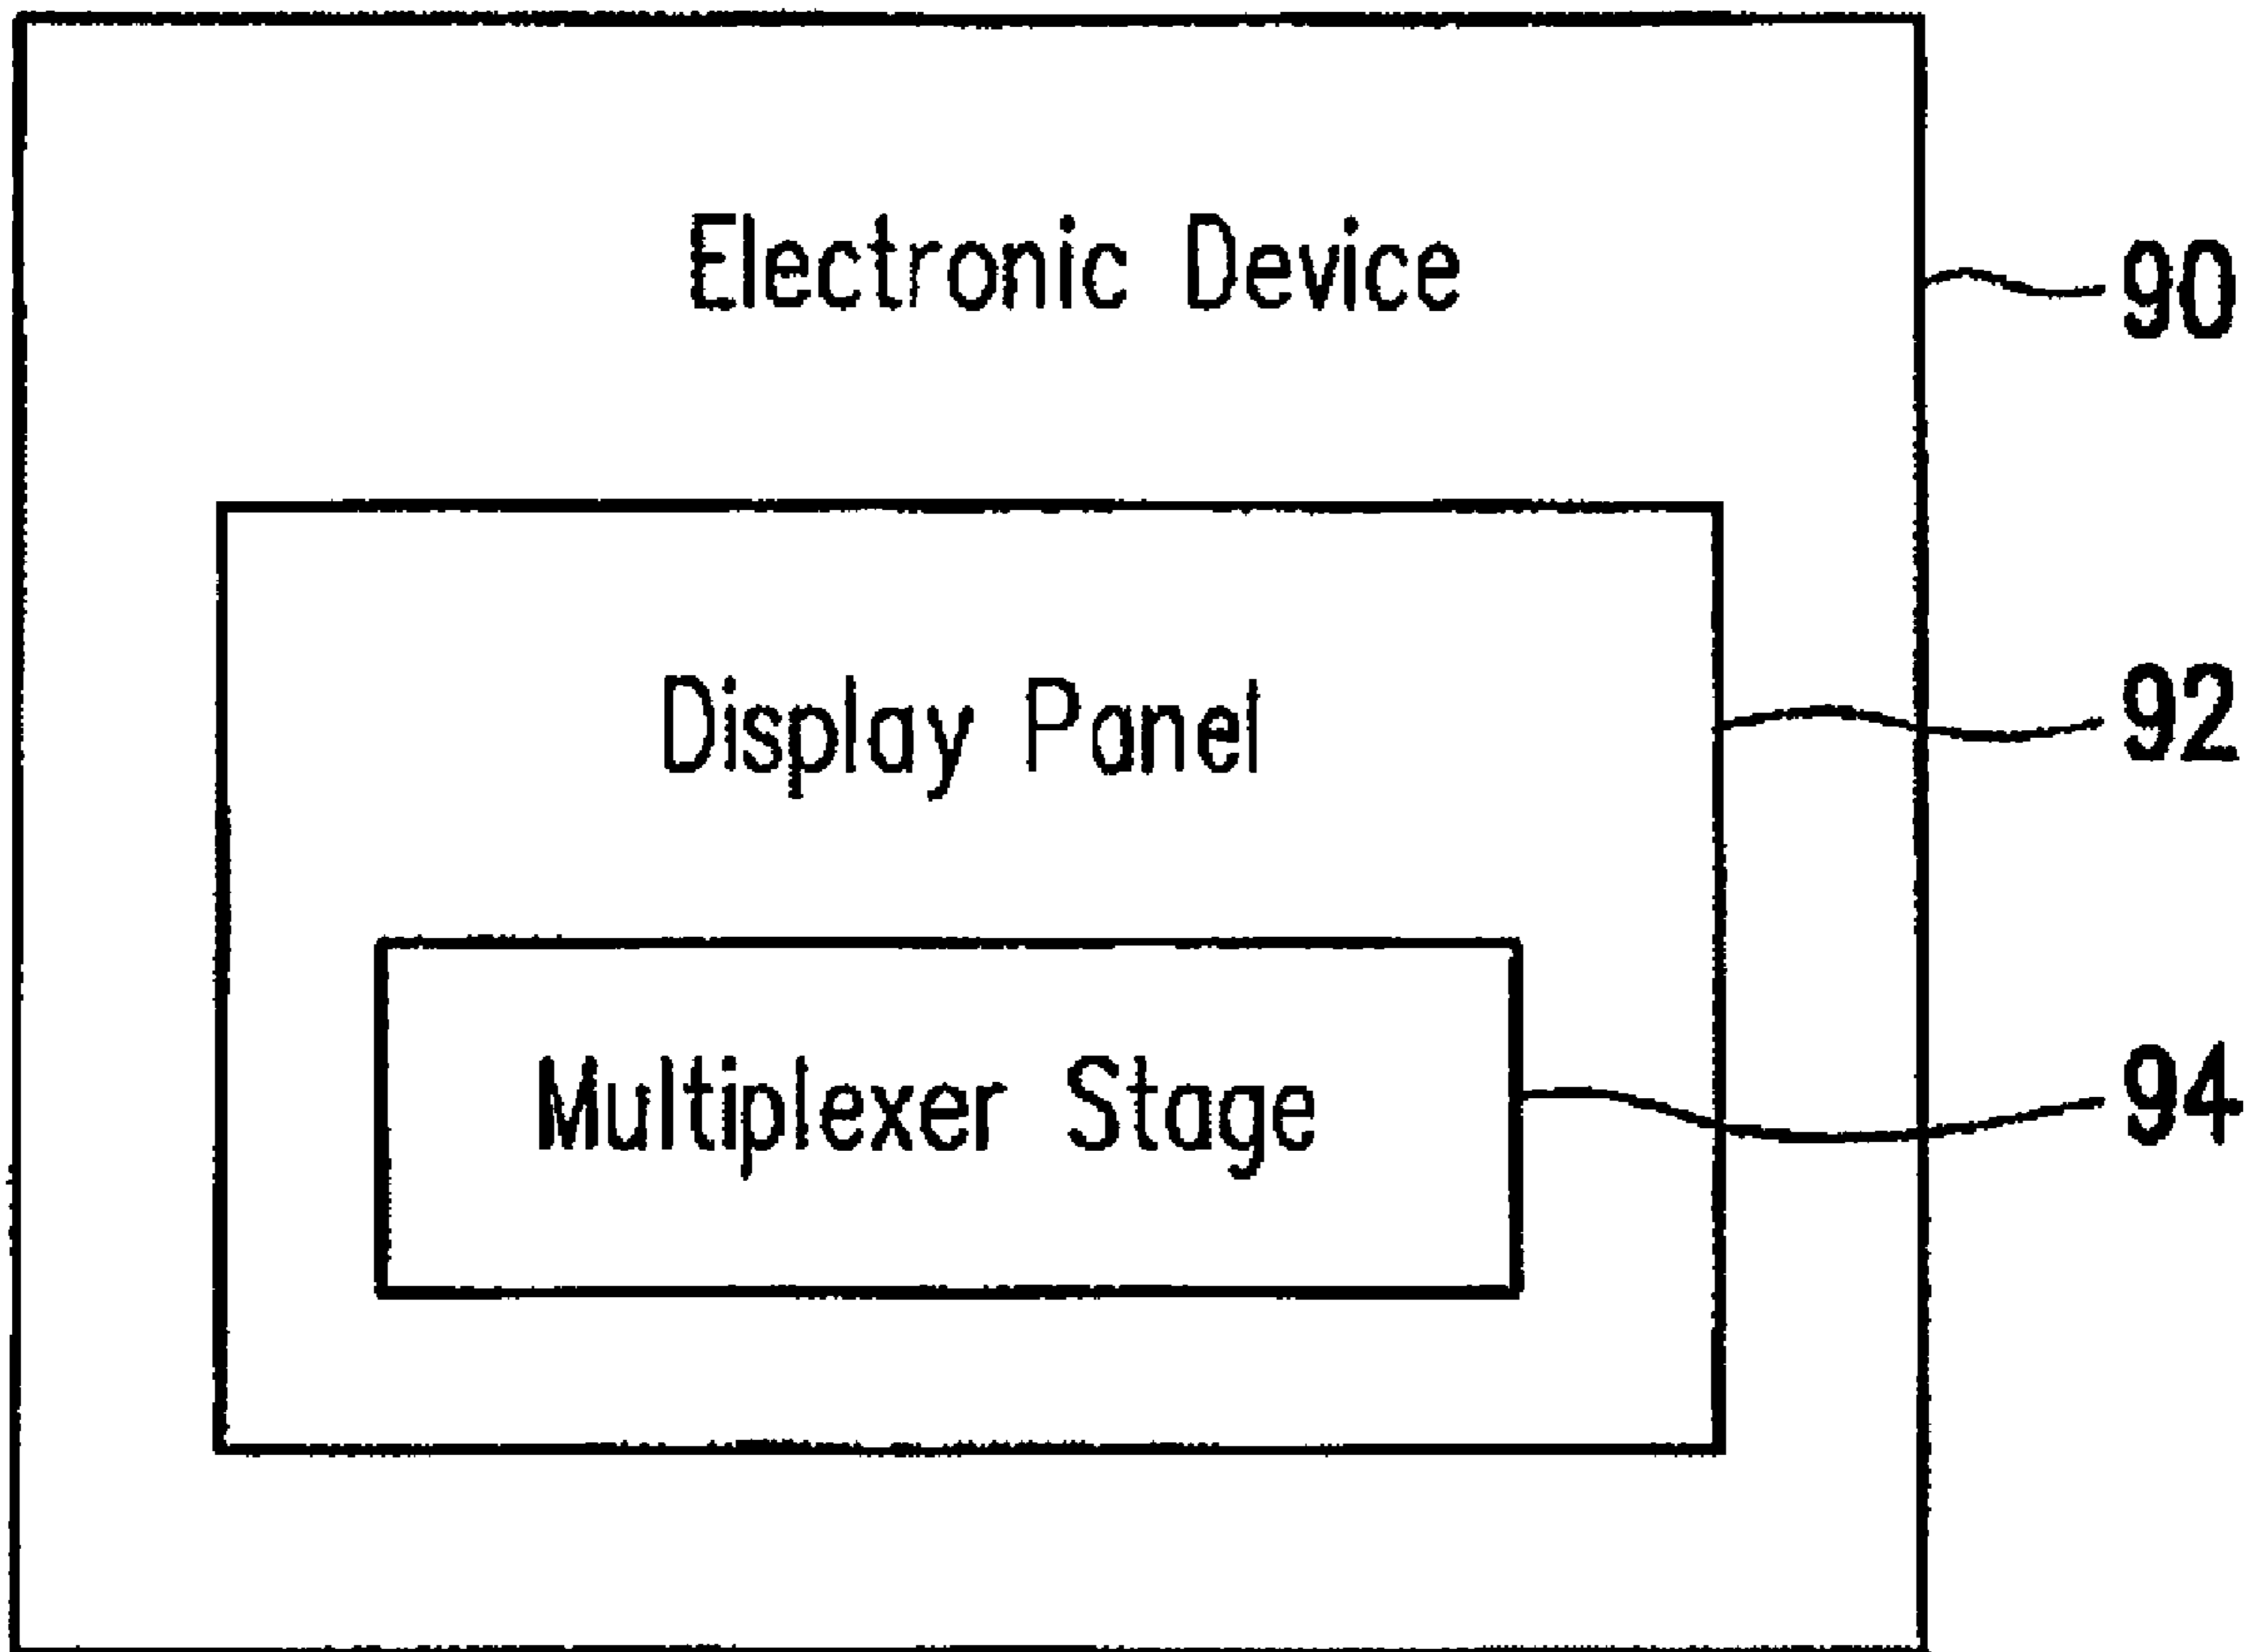 Electronic Device
90
Display Panel
92
Multiplexer Stage
94